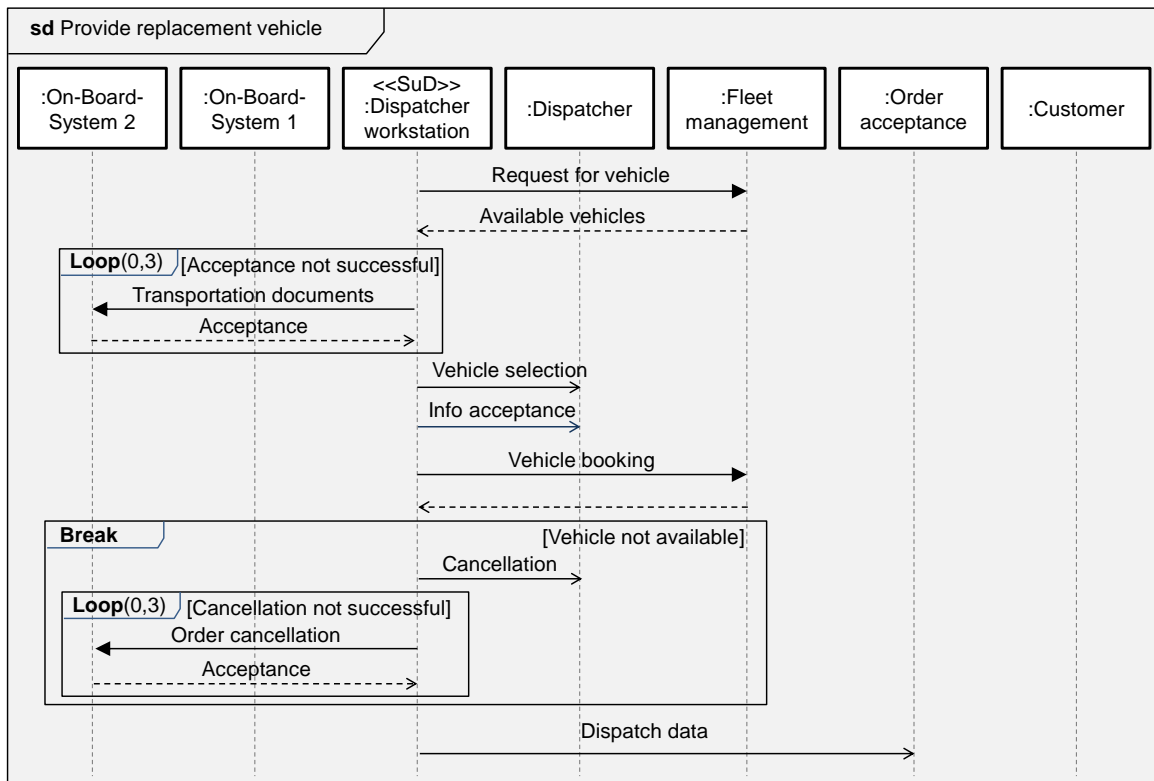 sd Provide replacement vehicle
:On-Board-
System 2
:On-Board-
System 1
<<SuD>>
:Dispatcher
workstation
:Dispatcher
:Fleet
management
:Order
acceptance
:Customer
Request for vehicle
Available vehicles
Loop(0,3) [Acceptance not successful]
Transportation documents
Acceptance
Vehicle selection
Info acceptance
Vehicle booking
Break [Vehicle not available]
Cancellation
Loop(0,3) [Cancellation not successful]
Order cancellation
Acceptance
Dispatch data